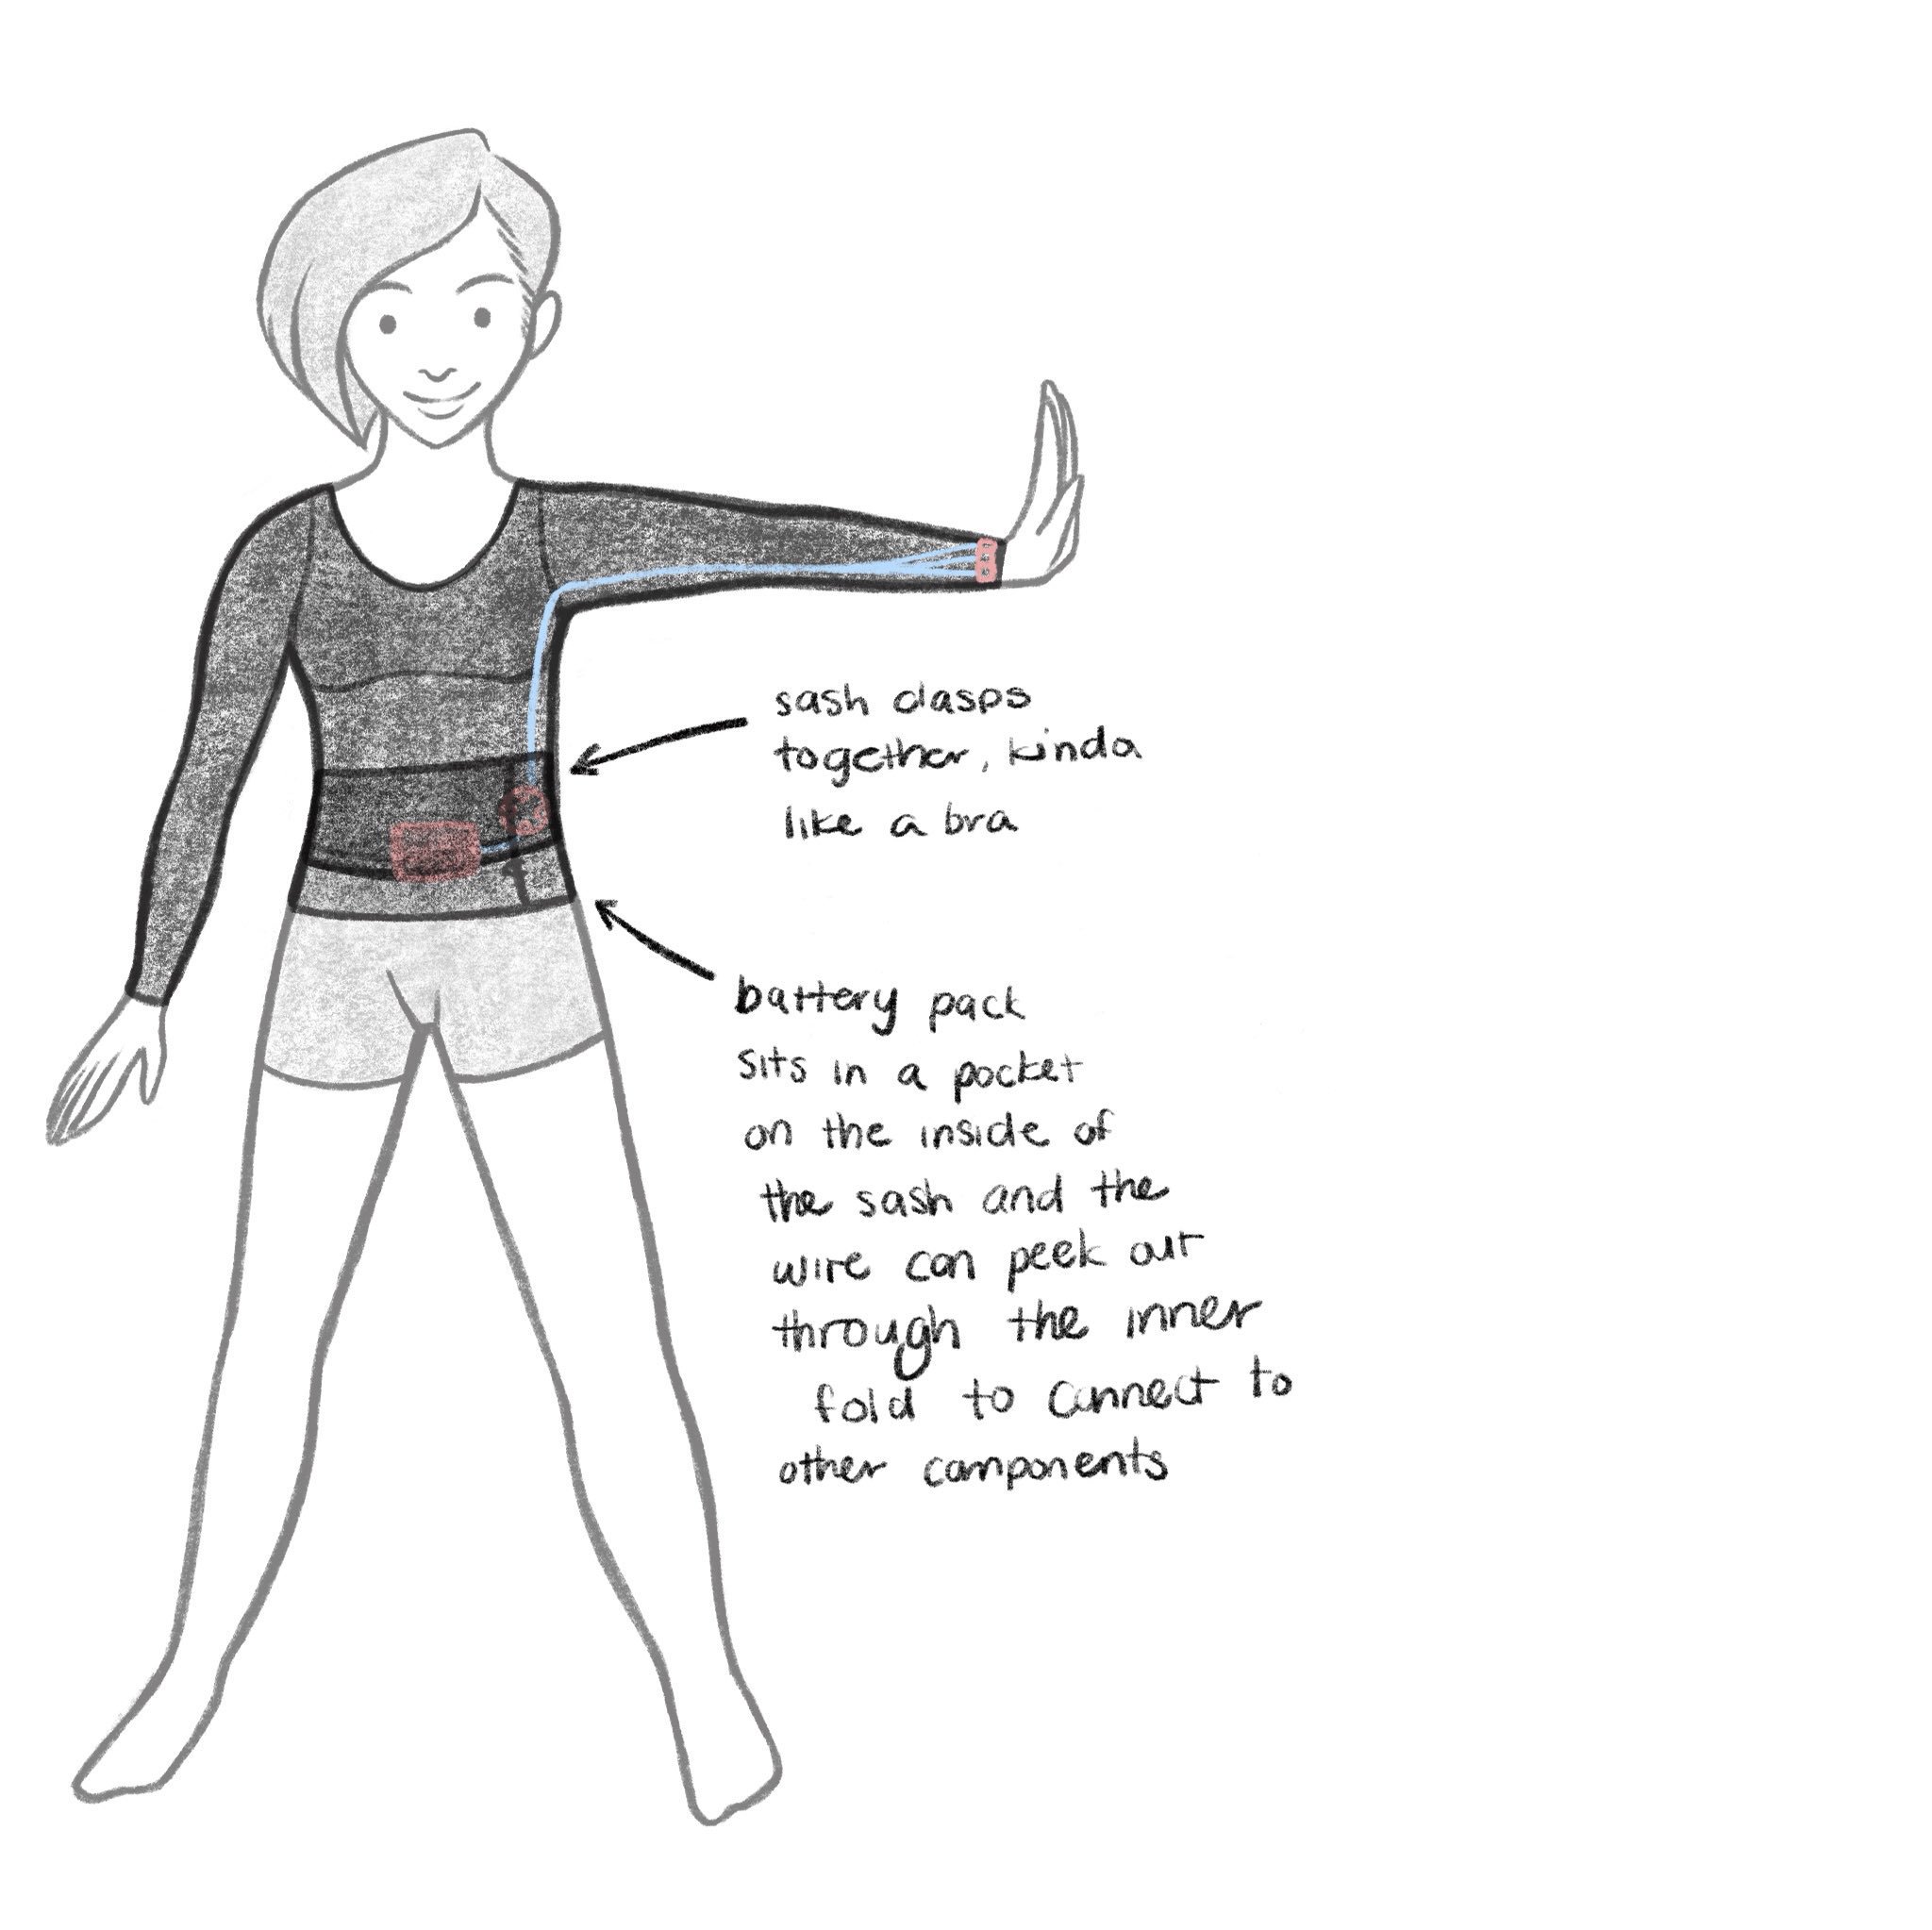 sash clasps
together, kinda
like a bra
battery pack
sits in a pocket
on the inside of
the sash and the
wire can peek out
through the inner
fold to connect to
other components